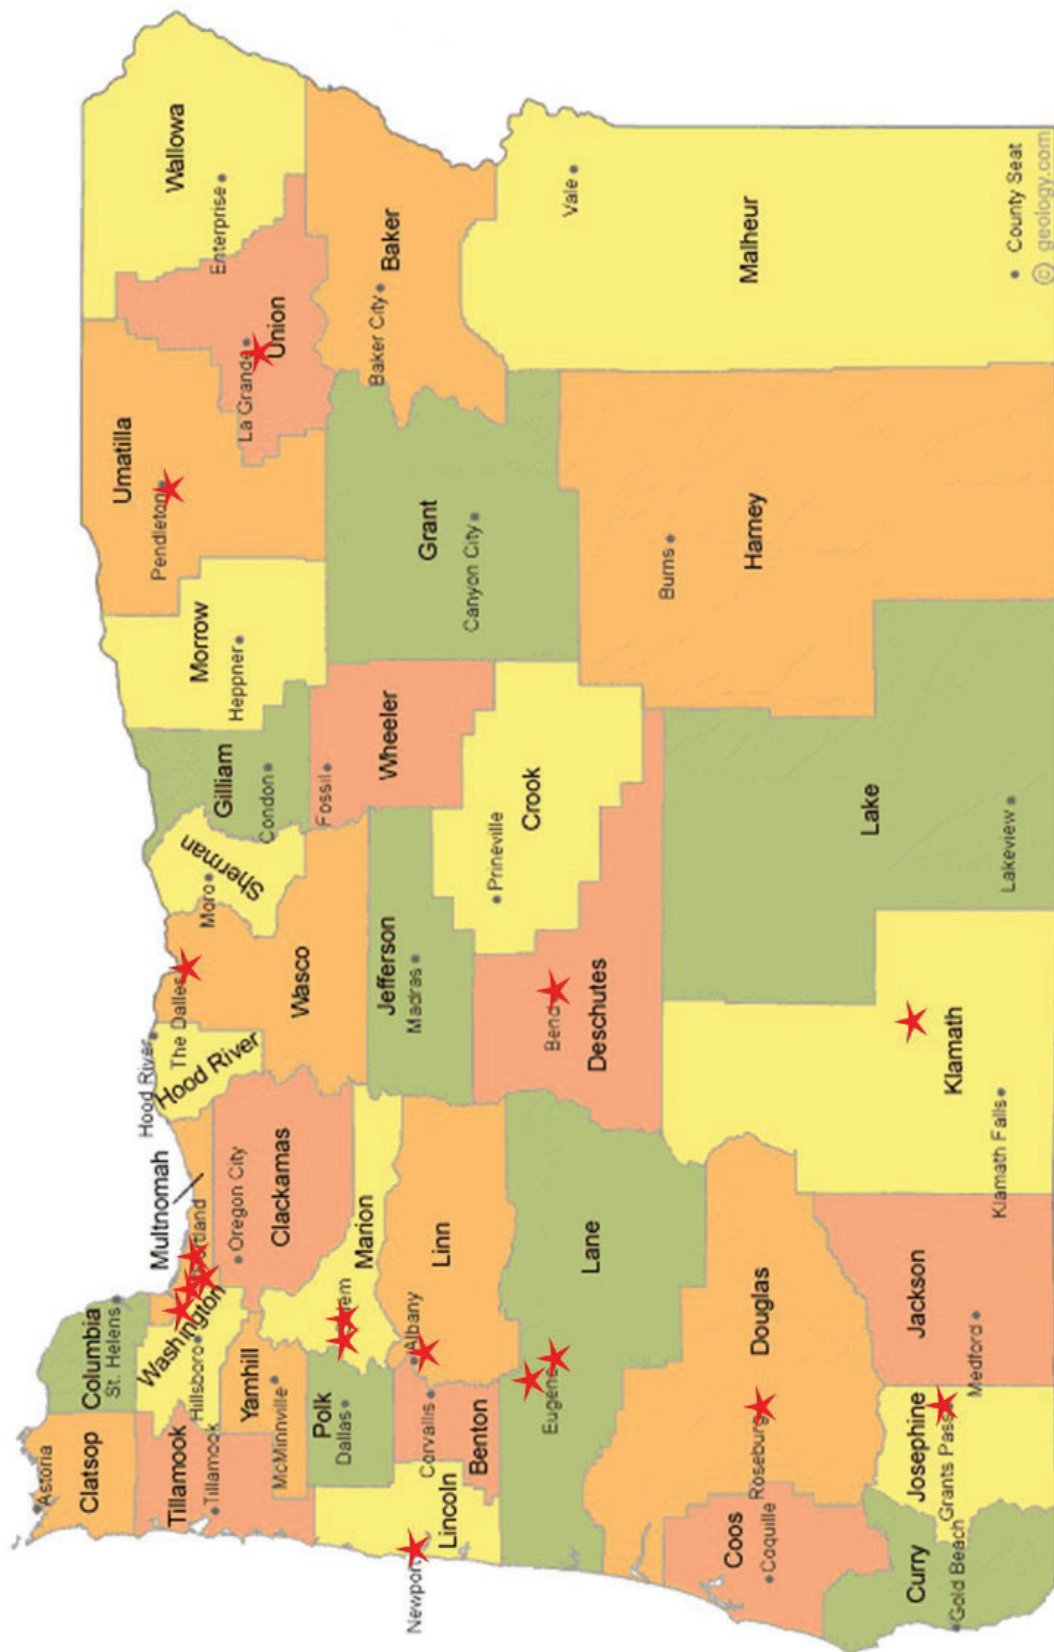 Astoria
Clatsop
Columbia
St. Helens
Tillamook
Tillamook
Washington
Hillsboro
Multnomah
Yamhill
McMinnville
Oregon City
Clackamas
Hood River
Hood River
The Dalles
Wasco
Moro
Sherman
Gilliam
Condon
Morrow
Heppner
Umatilla
Pendleton
Union
La Grande
Wallowa
Enterprise
Polk
Dallas
Marion
Lincoln
Newport
Benton
Corvallis
Albany
Linn
Jefferson
Madras
Wheeler
Fossil
Grant
Canyon City
Baker
Baker City
Lane
Eugene
Deschutes
Bend
Crook
Prineville
Harney
Burns
Malheur
Vale
Douglas
Roseburg
Coos
Coquille
Curry
Gold Beach
Josephine
Grants Pass
Jackson
Medford
Klamath
Klamath Falls
Lake
Lakeview
County Seat
© geology.com